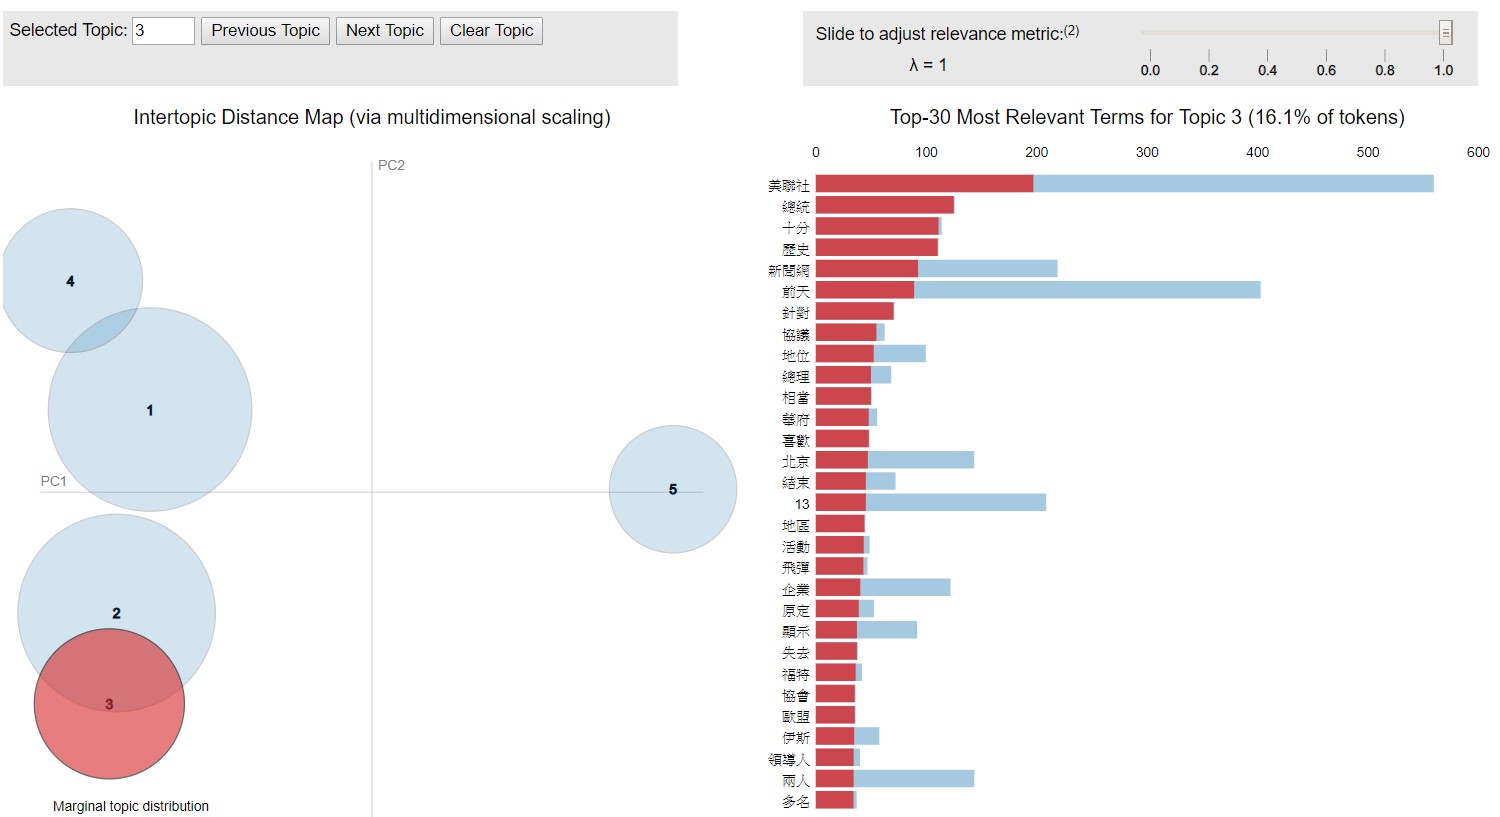 Selected Topic: 3 Previous Topic Next Topic Clear Topic
Slide to adjust relevance metric:(2)
λ = 1
0.0 0.2 0.4 0.6 0.8 1.0
Intertopic Distance Map (via multidimensional scaling)
PC2
PC1
4
1
5
2
3
Marginal topic distribution
Top-30 Most Relevant Terms for Topic 3 (16.1% of tokens)
0 100 200 300 400 500 600
美聯社
總統
十分
歷史
新聞網
前天
針對
協議
地位
總理
相當
華府
喜歡
北京
結束
13
地區
活動
飛彈
企業
原定
顯示
失去
福特
協會
歐盟
伊斯
領導人
兩人
多名